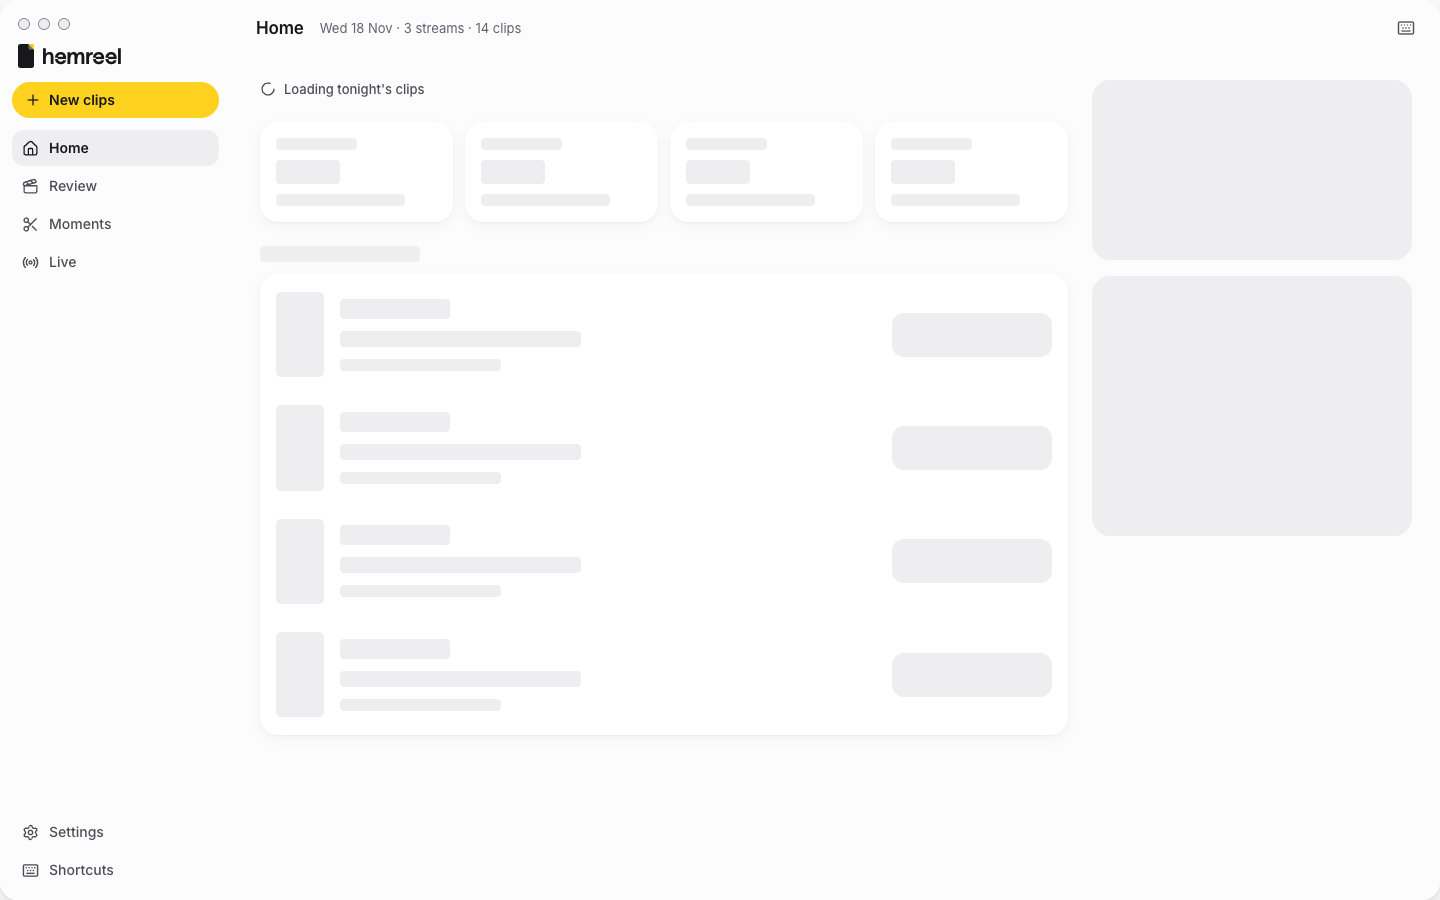 hemreel
New clips
Home
Review
Moments
Live
Settings
Shortcuts
Home
Wed 18 Nov · 3 streams · 14 clips
Loading tonight's clips